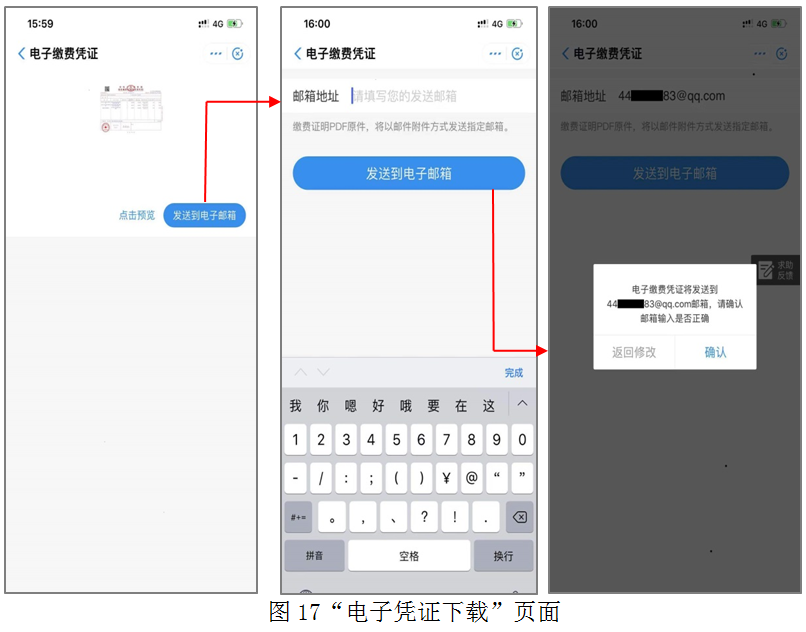 15:59
4G
电子缴费凭证
点击预览
发送到电子邮箱
16:00
4G
电子缴费凭证
邮箱地址 请填写您的发送邮箱
缴费证明PDF原件，将以邮件附件方式发送指定邮箱。
发送到电子邮箱
完成
我 你 嗯 好 哦 要 在 这
1 2 3 4 5 6 7 8 9 0
- / : ; ( ) ¥ @ “ ”
#+= 。 , 、 ? ! .
拼音 空格 换行
16:00
4G
电子缴费凭证
邮箱地址 44 83@qq.com
缴费证明PDF原件，将以邮件附件方式发送指定邮箱。
发送到电子邮箱
求助
反馈
电子缴费凭证将发送到
44 83@qq.com邮箱，请确认
邮箱输入是否正确
返回修改 确认
图 17“电子凭证下载”页面